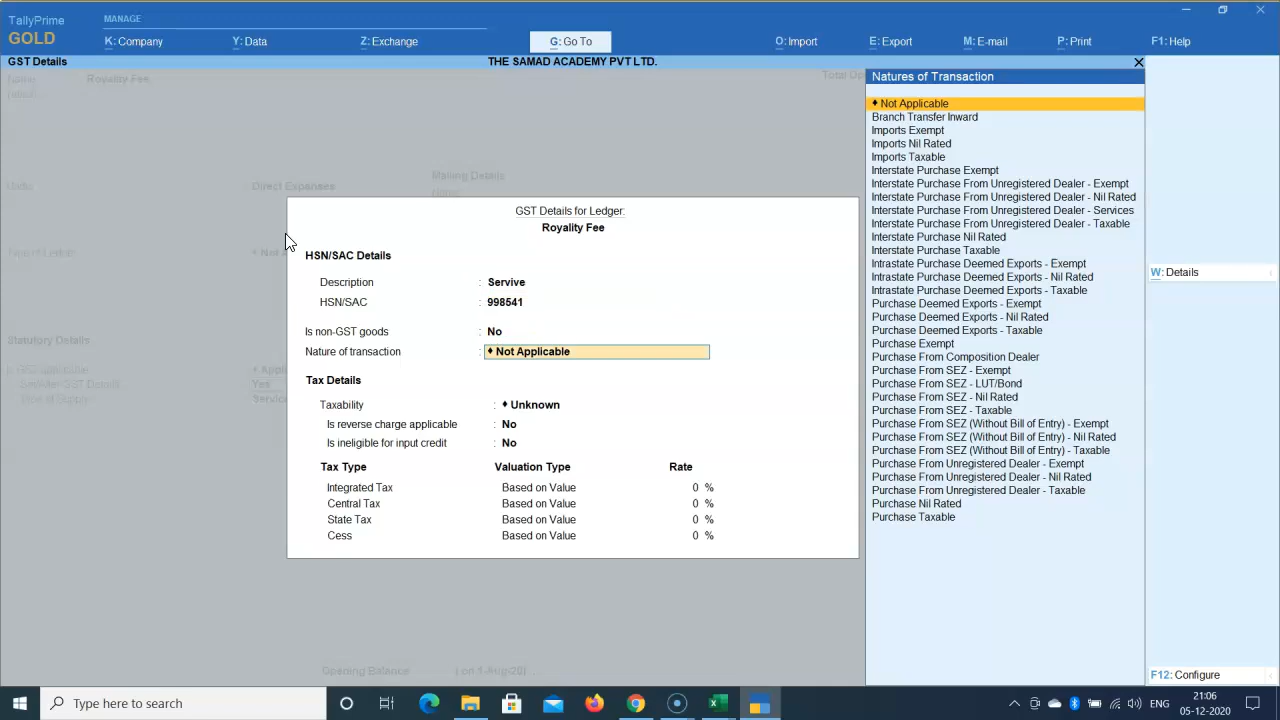 TallyPrime
GOLD
MANAGE
K: Company
Y: Data
Z: Exchange
G: Go To
O: Import
E: Export
M: E-mail
P: Print
F1: Help
GST Details
THE SAMAD ACADEMY PVT LTD.
Name
Royality Fee
Total Op
Direct Expenses
Mailing Details
Statutory Details
Opening Balance
GST Details for Ledger:
Royality Fee
HSN/SAC Details
Description : Servive
HSN/SAC : 998541
Is non-GST goods : No
Nature of transaction : ♦ Not Applicable
Tax Details
Taxability : ♦ Unknown
Is reverse charge applicable : No
Is ineligible for input credit : No
Tax Type Valuation Type Rate
Integrated Tax Based on Value 0 %
Central Tax Based on Value 0 %
State Tax Based on Value 0 %
Cess Based on Value 0 %
Natures of Transaction
♦ Not Applicable
Branch Transfer Inward
Imports Exempt
Imports Nil Rated
Imports Taxable
Interstate Purchase Exempt
Interstate Purchase From Unregistered Dealer - Exempt
Interstate Purchase From Unregistered Dealer - Nil Rated
Interstate Purchase From Unregistered Dealer - Services
Interstate Purchase From Unregistered Dealer - Taxable
Interstate Purchase Nil Rated
Interstate Purchase Taxable
Intrastate Purchase Deemed Exports - Exempt
Intrastate Purchase Deemed Exports - Nil Rated
Intrastate Purchase Deemed Exports - Taxable
Purchase Deemed Exports - Exempt
Purchase Deemed Exports - Nil Rated
Purchase Deemed Exports - Taxable
Purchase Exempt
Purchase From Composition Dealer
Purchase From SEZ - Exempt
Purchase From SEZ - LUT/Bond
Purchase From SEZ - Nil Rated
Purchase From SEZ - Taxable
Purchase From SEZ (Without Bill of Entry) - Exempt
Purchase From SEZ (Without Bill of Entry) - Nil Rated
Purchase From SEZ (Without Bill of Entry) - Taxable
Purchase From Unregistered Dealer - Exempt
Purchase From Unregistered Dealer - Nil Rated
Purchase From Unregistered Dealer - Taxable
Purchase Nil Rated
Purchase Taxable
W: Details
F12: Configure
Type here to search
ENG
21:06
05-12-2020